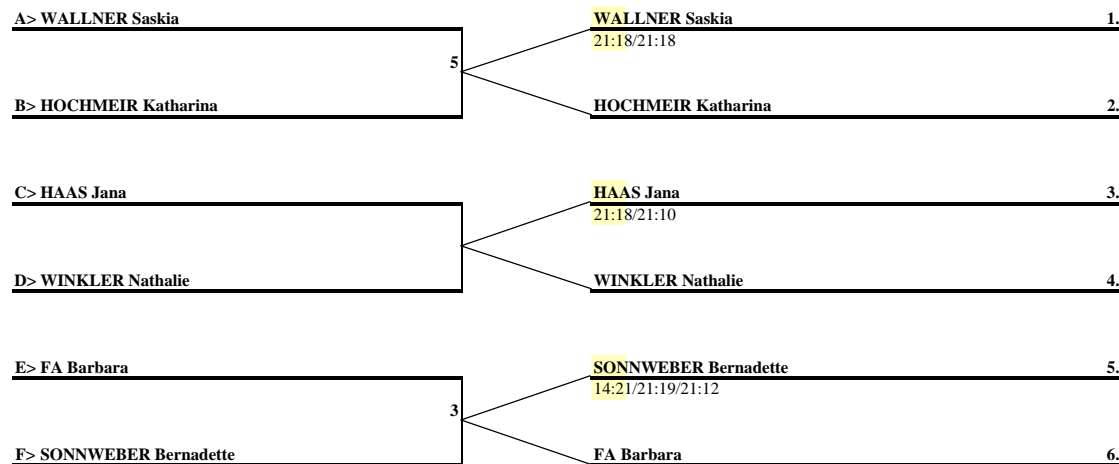 A> WALLNER Saskia WALLNER Saskia 1.
21:18/21:18
5
B> HOCHMEIR Katharina HOCHMEIR Katharina 2.
C> HAAS Jana HAAS Jana 3.
21:18/21:10
D> WINKLER Nathalie WINKLER Nathalie 4.
E> FA Barbara SONNWEBER Bernadette 5.
14:21/21:19/21:12
3
F> SONNWEBER Bernadette FA Barbara 6.